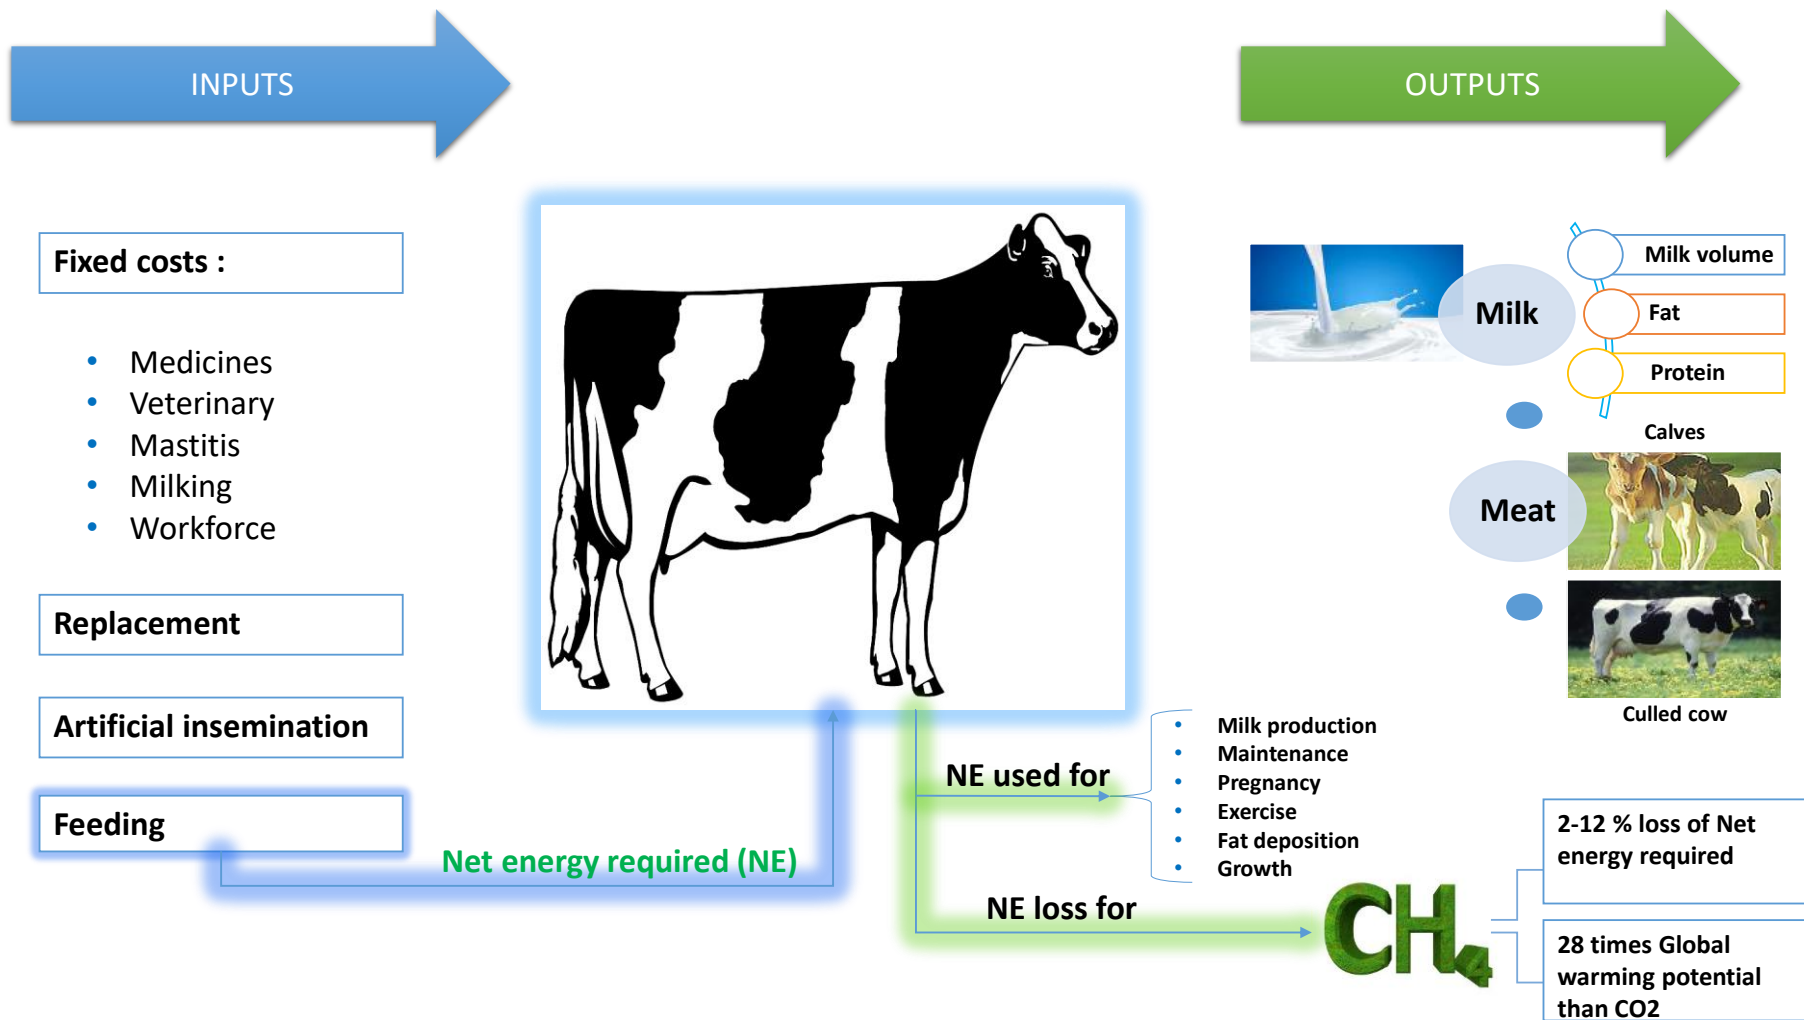 INPUTS
OUTPUTS
Fixed costs :
• Medicines
• Veterinary
• Mastitis
• Milking
• Workforce
Replacement
Artificial insemination
Feeding
Net energy required (NE)
Milk
Milk volume
Fat
Protein
Calves
Meat
Culled cow
NE used for
• Milk production
• Maintenance
• Pregnancy
• Exercise
• Fat deposition
• Growth
NE loss for
CH4
2-12 % loss of Net
energy required
28 times Global
warming potential
than CO2